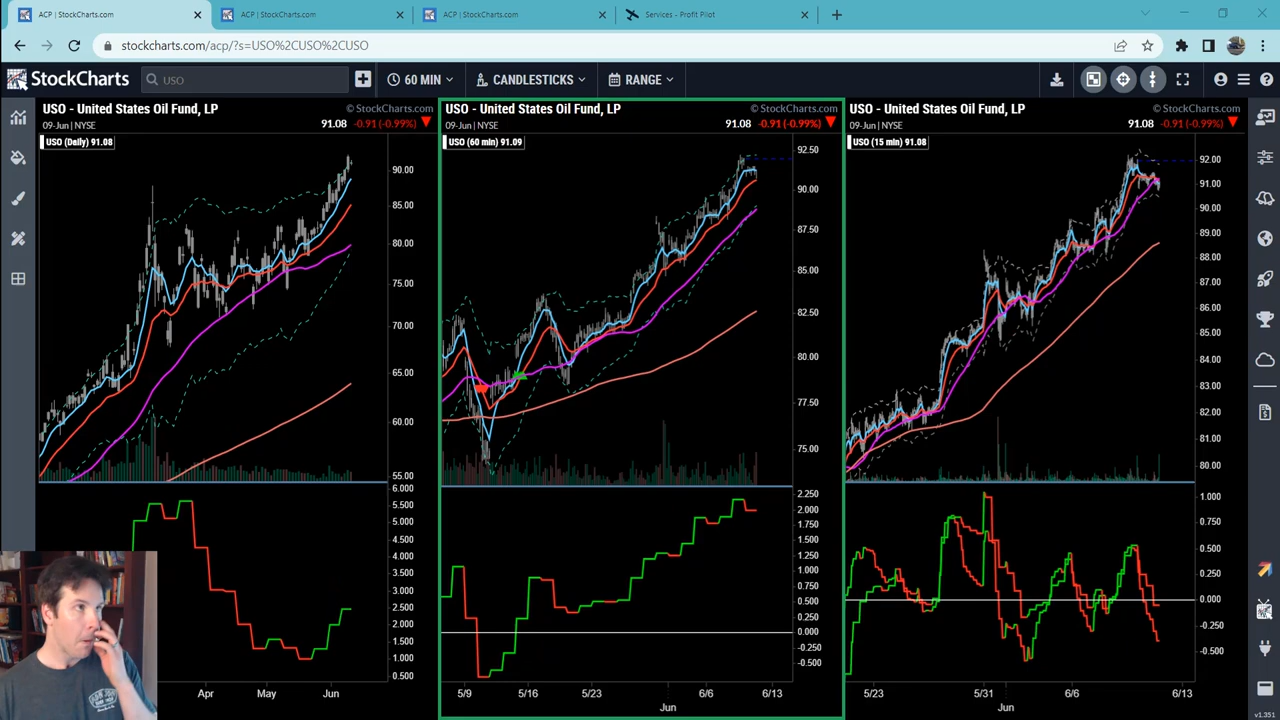 ACP | StockCharts.com
ACP | StockCharts.com
ACP | StockCharts.com
Services - Profit Pilot
stockcharts.com/acp/?s=USO%2CUSO%2CUSO
StockCharts
USO
60 MIN
CANDLESTICKS
RANGE
USO - United States Oil Fund, LP
© StockCharts.com
09-Jun | NYSE
91.08 -0.91 (-0.99%)
USO (Daily) 91.08
90.00
85.00
80.00
75.00
70.00
65.00
60.00
55.00
6.000
5.500
5.000
4.500
4.000
3.500
3.000
2.500
2.000
1.500
1.000
0.500
Apr
May
Jun
USO - United States Oil Fund, LP
© StockCharts.com
09-Jun | NYSE
91.08 -0.91 (-0.99%)
USO (60 min) 91.09
92.50
90.00
87.50
85.00
82.50
80.00
77.50
75.00
2.250
2.000
1.750
1.500
1.250
1.000
0.750
0.500
0.250
0.000
-0.250
-0.500
5/9
5/16
5/23
6/6
6/13
Jun
USO - United States Oil Fund, LP
© StockCharts.com
09-Jun | NYSE
91.08 -0.91 (-0.99%)
USO (15 min) 91.08
92.00
91.00
90.00
89.00
88.00
87.00
86.00
85.00
84.00
83.00
82.00
81.00
80.00
1.000
0.750
0.500
0.250
0.000
-0.250
-0.500
5/23
5/31
6/6
6/13
Jun
v1.351